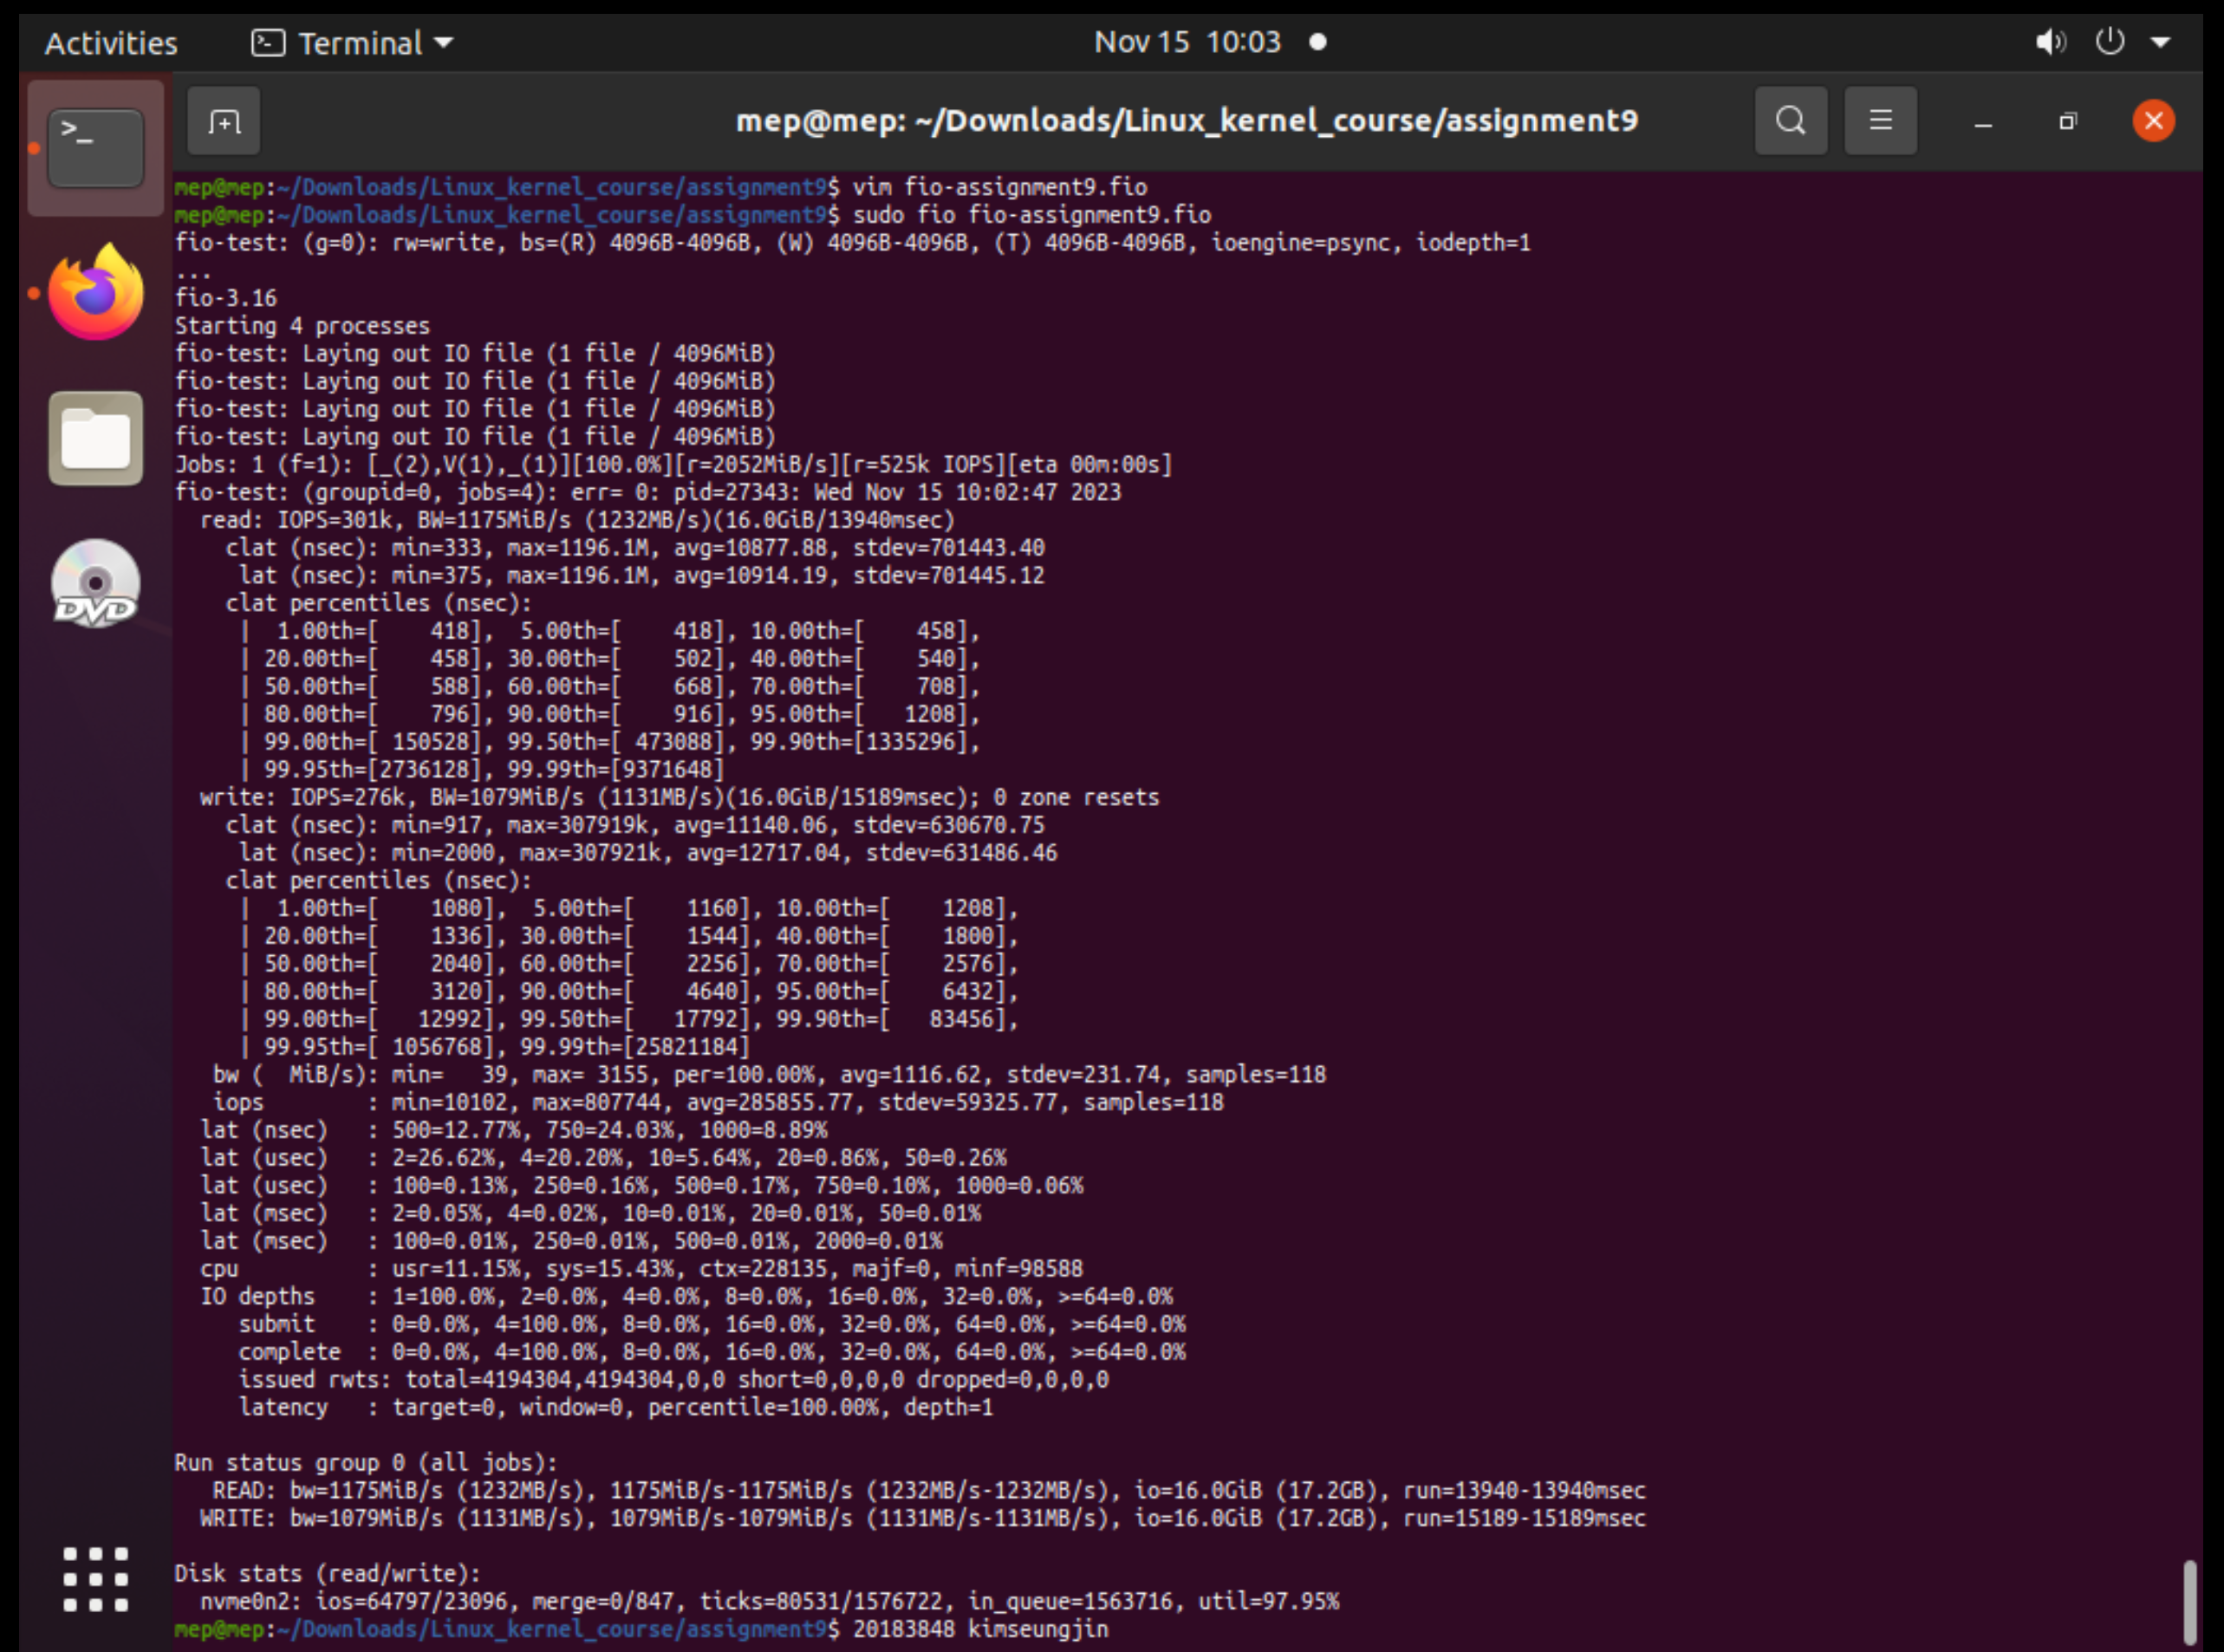 Activities Terminal Nov 15 10:03
mep@mep: ~/Downloads/Linux_kernel_course/assignment9
mep@mep:~/Downloads/Linux_kernel_course/assignment9$ vim fio-assignment9.fio
mep@mep:~/Downloads/Linux_kernel_course/assignment9$ sudo fio fio-assignment9.fio
fio-test: (g=0): rw=write, bs=(R) 4096B-4096B, (W) 4096B-4096B, (T) 4096B-4096B, ioengine=psync, iodepth=1
...
fio-3.16
Starting 4 processes
fio-test: Laying out IO file (1 file / 4096MiB)
fio-test: Laying out IO file (1 file / 4096MiB)
fio-test: Laying out IO file (1 file / 4096MiB)
fio-test: Laying out IO file (1 file / 4096MiB)
Jobs: 1 (f=1): [_(2),V(1),_(1)][100.0%][r=2052MiB/s][r=525k IOPS][eta 00m:00s]
fio-test: (groupid=0, jobs=4): err= 0: pid=27343: Wed Nov 15 10:02:47 2023
  read: IOPS=301k, BW=1175MiB/s (1232MB/s)(16.0GiB/13940msec)
    clat (nsec): min=333, max=1196.1M, avg=10877.88, stdev=701443.40
     lat (nsec): min=375, max=1196.1M, avg=10914.19, stdev=701445.12
    clat percentiles (nsec):
     |  1.00th=[    418],  5.00th=[    418], 10.00th=[    458],
     | 20.00th=[    458], 30.00th=[    502], 40.00th=[    540],
     | 50.00th=[    588], 60.00th=[    668], 70.00th=[    708],
     | 80.00th=[    796], 90.00th=[    916], 95.00th=[   1208],
     | 99.00th=[ 150528], 99.50th=[ 473088], 99.90th=[1335296],
     | 99.95th=[2736128], 99.99th=[9371648]
  write: IOPS=276k, BW=1079MiB/s (1131MB/s)(16.0GiB/15189msec); 0 zone resets
    clat (nsec): min=917, max=307919k, avg=11140.06, stdev=630670.75
     lat (nsec): min=2000, max=307921k, avg=12717.04, stdev=631486.46
    clat percentiles (nsec):
     |  1.00th=[    1080],  5.00th=[    1160], 10.00th=[    1208],
     | 20.00th=[    1336], 30.00th=[    1544], 40.00th=[    1800],
     | 50.00th=[    2040], 60.00th=[    2256], 70.00th=[    2576],
     | 80.00th=[    3120], 90.00th=[    4640], 95.00th=[    6432],
     | 99.00th=[   12992], 99.50th=[   17792], 99.90th=[   83456],
     | 99.95th=[ 1056768], 99.99th=[25821184]
   bw (  MiB/s): min=   39, max= 3155, per=100.00%, avg=1116.62, stdev=231.74, samples=118
   iops        : min=10102, max=807744, avg=285855.77, stdev=59325.77, samples=118
  lat (nsec)   : 500=12.77%, 750=24.03%, 1000=8.89%
  lat (usec)   : 2=26.62%, 4=20.20%, 10=5.64%, 20=0.86%, 50=0.26%
  lat (usec)   : 100=0.13%, 250=0.16%, 500=0.17%, 750=0.10%, 1000=0.06%
  lat (msec)   : 2=0.05%, 4=0.02%, 10=0.01%, 20=0.01%, 50=0.01%
  lat (msec)   : 100=0.01%, 250=0.01%, 500=0.01%, 2000=0.01%
  cpu          : usr=11.15%, sys=15.43%, ctx=228135, majf=0, minf=98588
  IO depths    : 1=100.0%, 2=0.0%, 4=0.0%, 8=0.0%, 16=0.0%, 32=0.0%, >=64=0.0%
     submit    : 0=0.0%, 4=100.0%, 8=0.0%, 16=0.0%, 32=0.0%, 64=0.0%, >=64=0.0%
     complete  : 0=0.0%, 4=100.0%, 8=0.0%, 16=0.0%, 32=0.0%, 64=0.0%, >=64=0.0%
     issued rwts: total=4194304,4194304,0,0 short=0,0,0,0 dropped=0,0,0,0
     latency   : target=0, window=0, percentile=100.00%, depth=1
Run status group 0 (all jobs):
   READ: bw=1175MiB/s (1232MB/s), 1175MiB/s-1175MiB/s (1232MB/s-1232MB/s), io=16.0GiB (17.2GB), run=13940-13940msec
  WRITE: bw=1079MiB/s (1131MB/s), 1079MiB/s-1079MiB/s (1131MB/s-1131MB/s), io=16.0GiB (17.2GB), run=15189-15189msec
Disk stats (read/write):
  nvme0n2: ios=64797/23096, merge=0/847, ticks=80531/1576722, in_queue=1563716, util=97.95%
mep@mep:~/Downloads/Linux_kernel_course/assignment9$ 20183848 kimseungjin
DVD